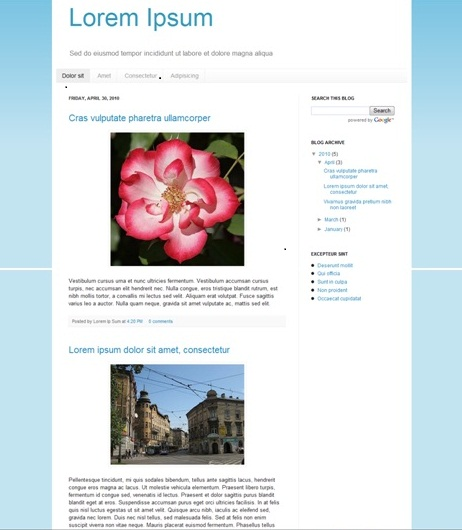 Lorem Ipsum
Sed do eiusmod tempor incididunt ut labore et dolore magna aliqua
Dolor sit Amet Consectetur Adipiscing
FRIDAY, APRIL 30, 2010
Cras vulputate pharetra ullamcorper
Vestibulum cursus urna et nunc ultricies fermentum. Vestibulum accumsan cursus
turpis, nec accumsan elit hendrerit nec. Nulla congue, eros tristique blandit rutrum, est
nibh mollis tortor, a convallis mi lectus sed velit. Aliquam erat volutpat. Fusce sagittis
varius leo a auctor. Nulla quam neque, gravida sit amet vulputate ac, mattis sed elit.
Posted by Lorem Ip Sum at 4:20 PM 6 comments
Lorem ipsum dolor sit amet, consectetur
Pellentesque tincidunt, mi quis sodales bibendum, tellus ante sagittis lacus, hendrerit
congue eros magna ac lacus. Ut molestie vehicula elementum. Praesent libero turpis,
fermentum id congue sed, venenatis id lectus. Praesent et dolor sagittis purus blandit
blandit eget at eros. Suspendisse accumsan purus eget orci facilisis. In at felis
quis nisl luctus egestas ut sit amet velit. Quisque arcu nibh, iaculis ac eleifend sed,
gravida nec lorem. Duis nec nisl, sed malesuada felis. Sed at felis non enim
suscipit viverra non vitae neque. Mauris placerat euismod fermentum. Phasellus tellus
SEARCH THIS BLOG
Search
powered by Google™
BLOG ARCHIVE
▼ 2010 (5)
▼ April (3)
Cras vulputate pharetra
ullamcorper
Lorem ipsum dolor sit amet,
consectetur
Vivamus gravida pretium nibh
non laoreet
► March (1)
► January (1)
EXCEPTEUR SINT
Deserunt mollit
Qui officia
Sunt in culpa
Non proident
Occaecat cupidatat